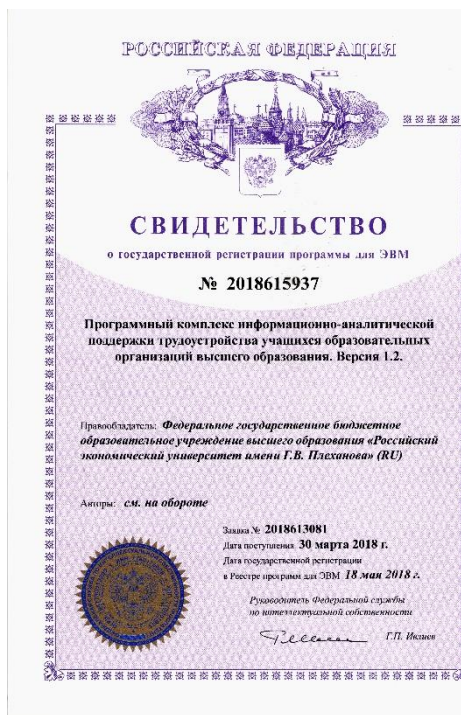 РОССИЙСКАЯ ФЕДЕРАЦИЯ
СВИДЕТЕЛЬСТВО
о государственной регистрации программы для ЭВМ
№ 2018615937
Программный комплекс информационно-аналитической
поддержки трудоустройства учащихся образовательных
организаций высшего образования. Версия 1.2.
Правообладатель: Федеральное государственное бюджетное
образовательное учреждение высшего образования «Российский
экономический университет имени Г.В. Плеханова» (RU)
Авторы: см. на обороте
Заявка № 2018613081
Дата поступления 30 марта 2018 г.
Дата государственной регистрации
в Реестре программ для ЭВМ 18 мая 2018 г.
Руководитель Федеральной службы
по интеллектуальной собственности
Г.П. Ивлиев